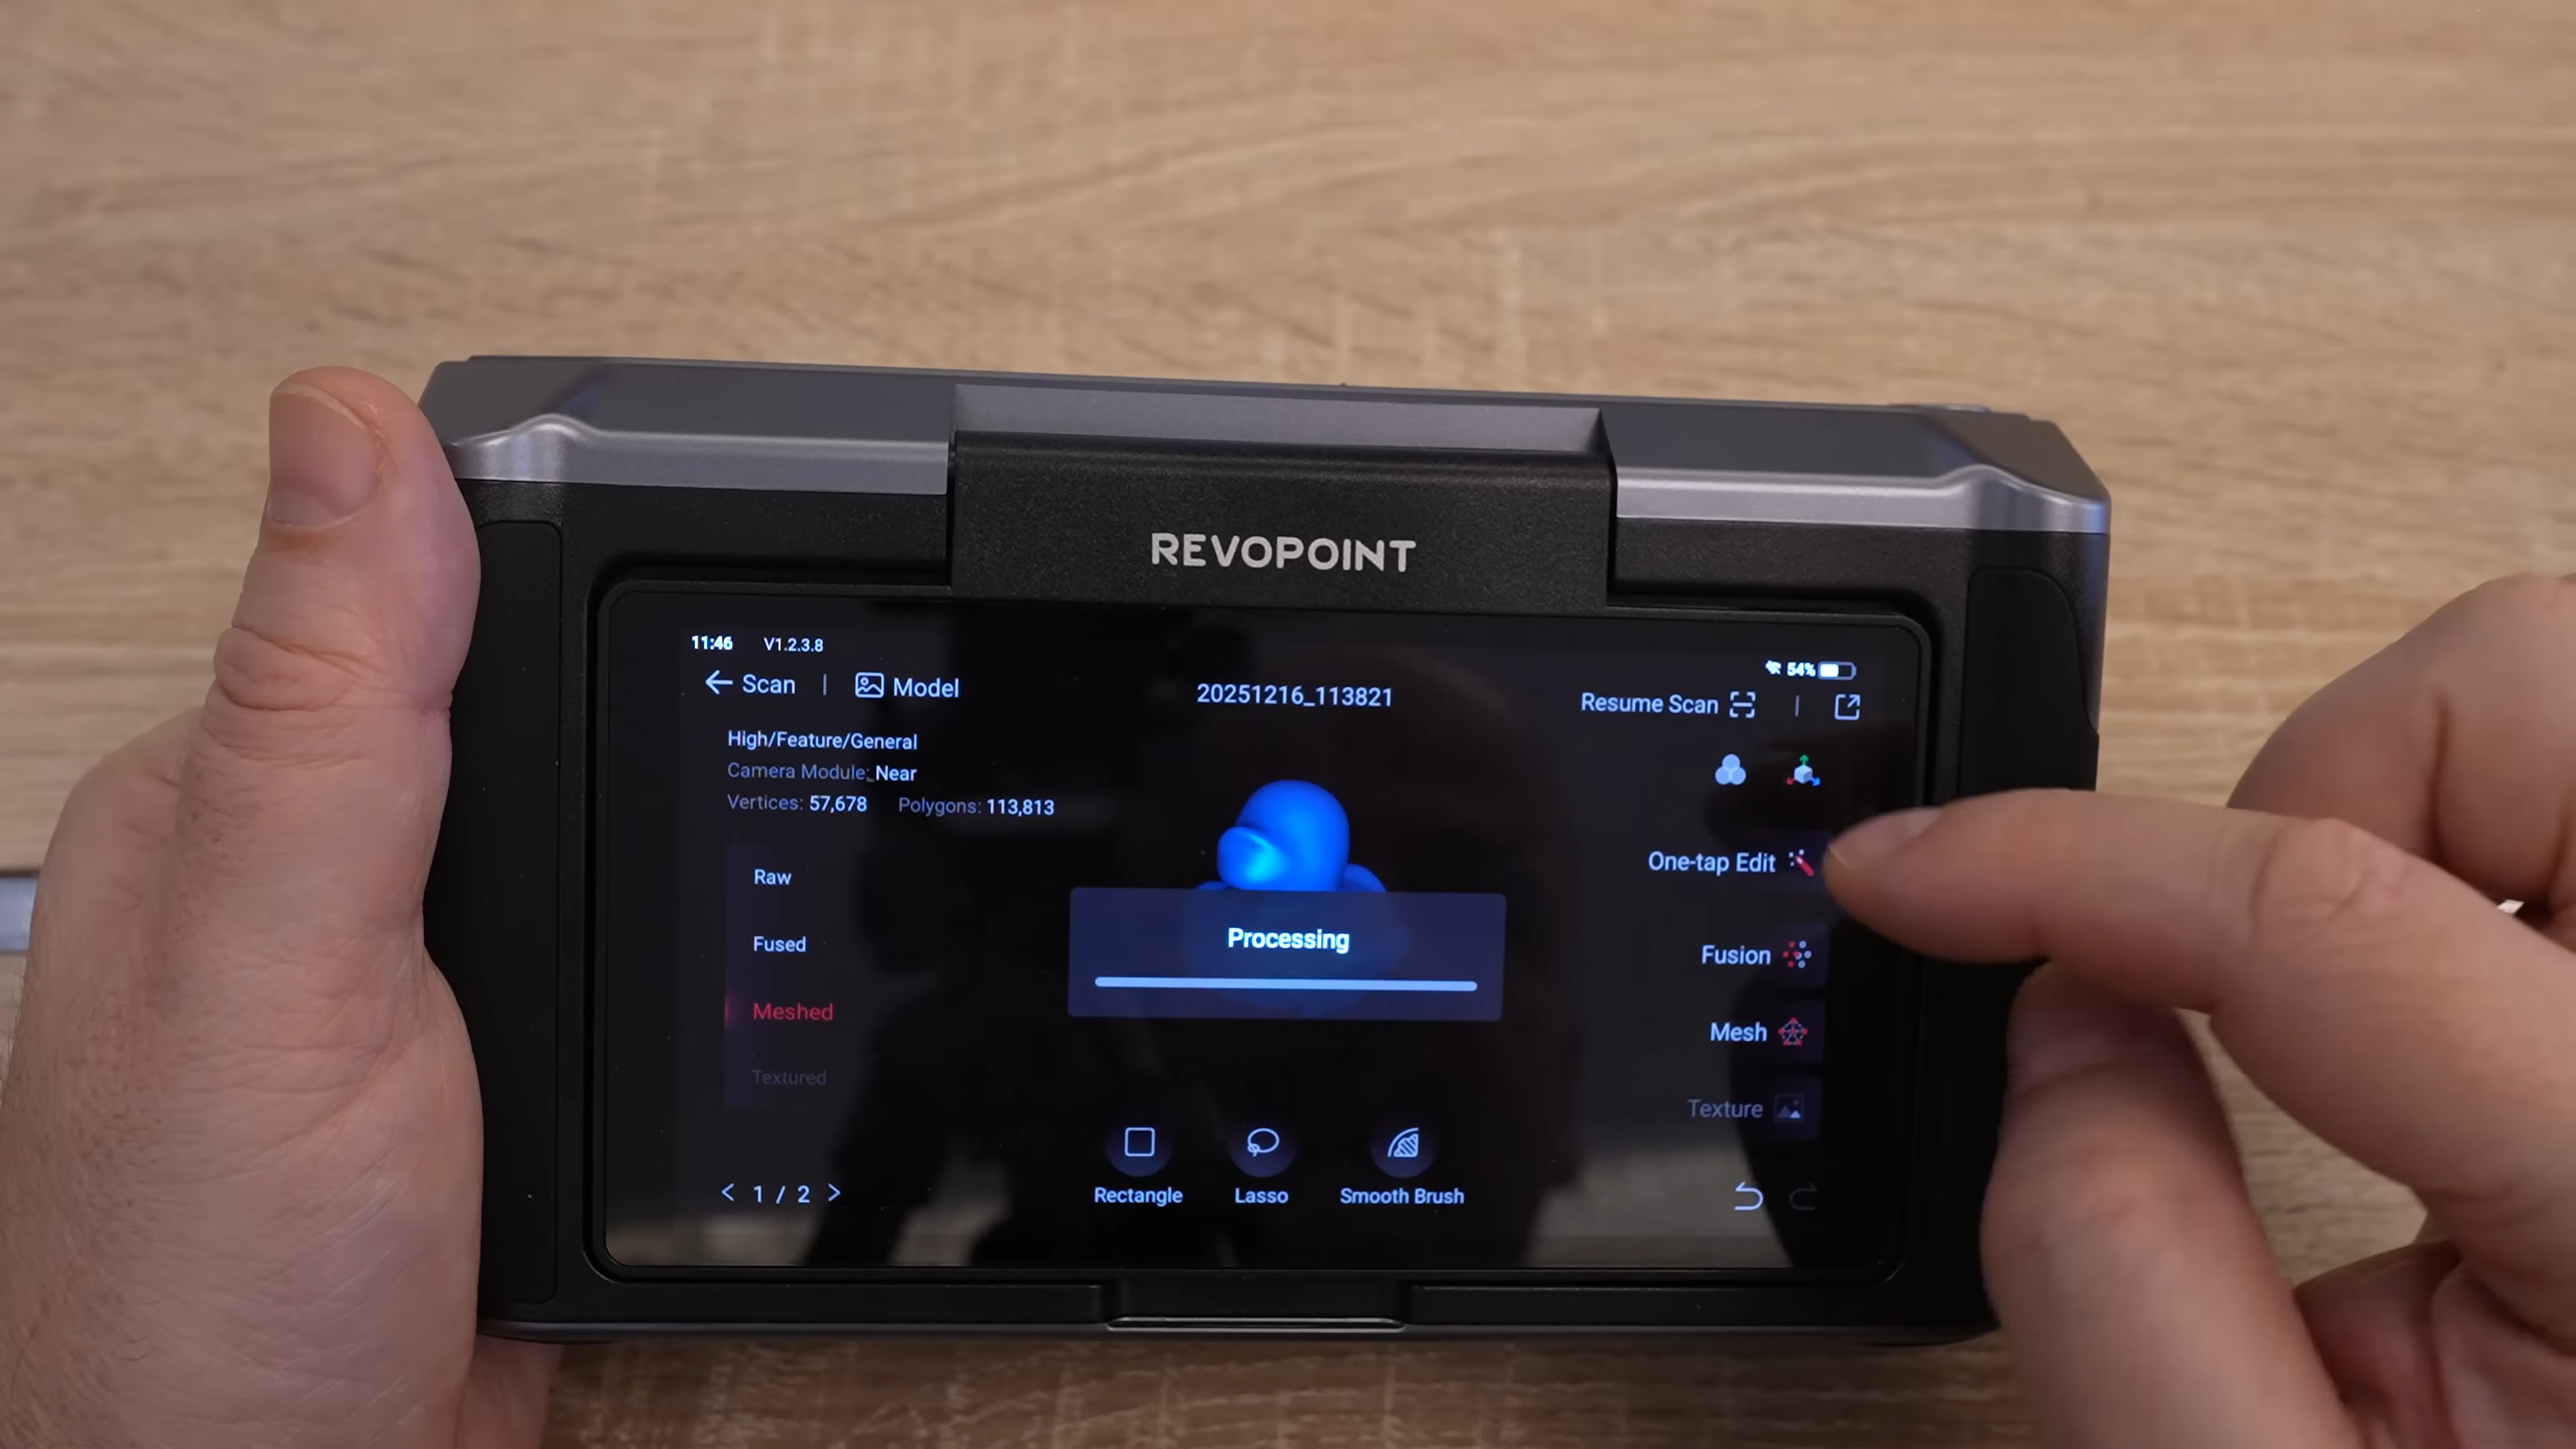 REVOPOINT
11:46 V1.2.3.8
54%
Scan | Model
20251216_113821
Resume Scan |
High/Feature/General
Camera Module: Near
Vertices: 57,678 Polygons: 113,813
One-tap Edit
Raw
Processing
Fused
Fusion
Meshed
Mesh
Textured
Texture
< 1 / 2 >
Rectangle
Lasso
Smooth Brush